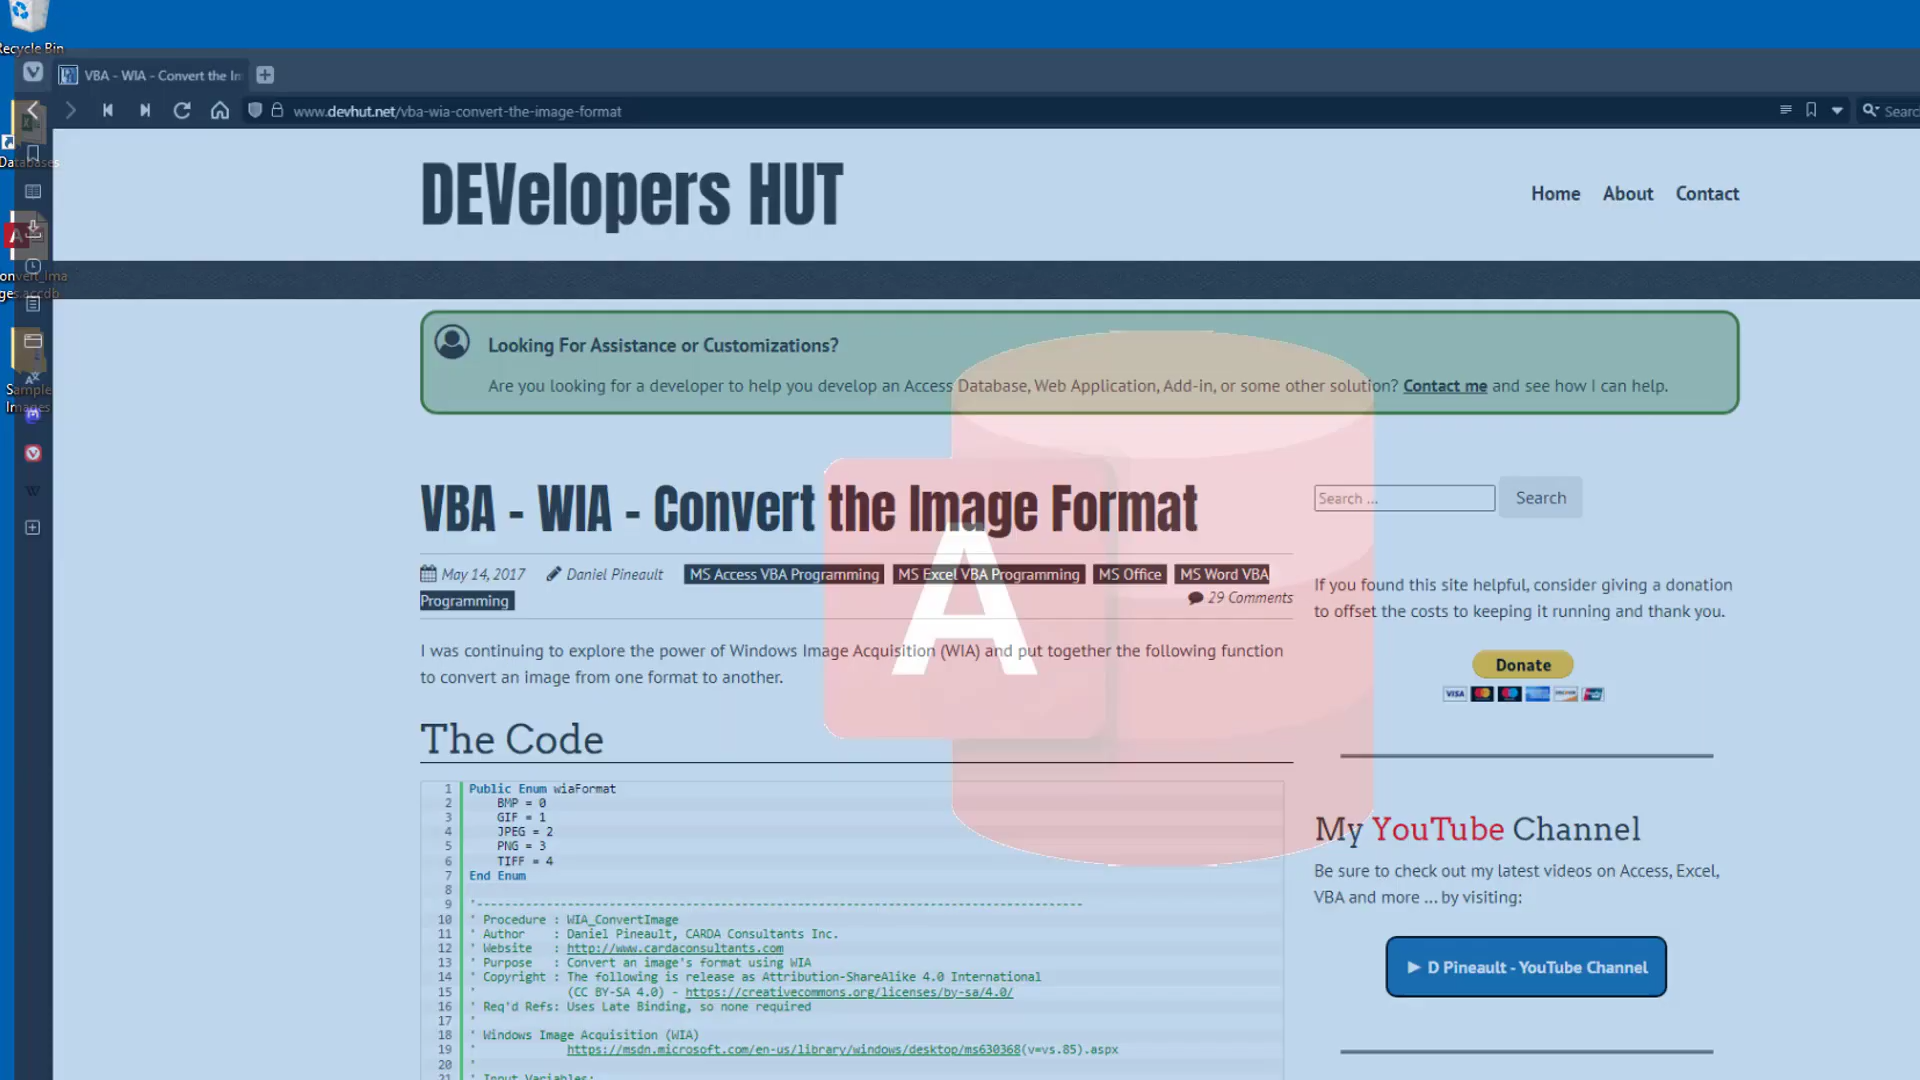 Recycle Bin
VBA - WIA - Convert the Im
www.devhut.net/vba-wia-convert-the-image-format
Searc
Databases
onvert_Ima
ges.accdb
Sample
Images
DEVelopers HUT
Home About Contact
Looking For Assistance or Customizations?
Are you looking for a developer to help you develop an Access Database, Web Application, Add-in, or some other solution? Contact me and see how I can help.
VBA - WIA - Convert the Image Format
May 14, 2017 Daniel Pineault MS Access VBA Programming MS Excel VBA Programming MS Office MS Word VBA
Programming 29 Comments
I was continuing to explore the power of Windows Image Acquisition (WIA) and put together the following function
to convert an image from one format to another.
The Code
1 Public Enum wiaFormat
2 BMP = 0
3 GIF = 1
4 JPEG = 2
5 PNG = 3
6 TIFF = 4
7 End Enum
8
9 '---------------------------------------------------------------------------------------
10 ' Procedure : WIA_ConvertImage
11 ' Author : Daniel Pineault, CARDA Consultants Inc.
12 ' Website : http://www.cardaconsultants.com
13 ' Purpose : Convert an image's format using WIA
14 ' Copyright : The following is release as Attribution-ShareAlike 4.0 International
15 ' (CC BY-SA 4.0) - https://creativecommons.org/licenses/by-sa/4.0/
16 ' Req'd Refs: Uses Late Binding, so none required
17 '
18 ' Windows Image Acquisition (WIA)
19 ' https://msdn.microsoft.com/en-us/library/windows/desktop/ms630368(v=vs.85).aspx
20 '
21 ' Input Variables:
A
Search ...
Search
If you found this site helpful, consider giving a donation
to offset the costs to keeping it running and thank you.
Donate
VISA
My YouTube Channel
Be sure to check out my latest videos on Access, Excel,
VBA and more ... by visiting:
D Pineault - YouTube Channel